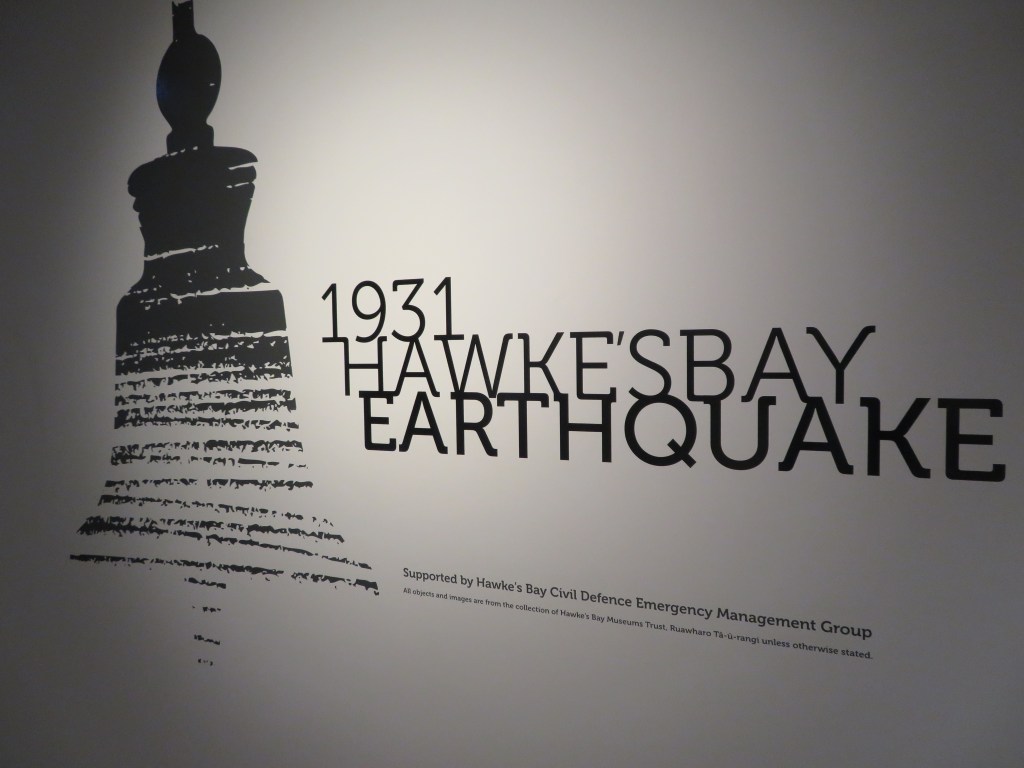 1931
HAWKE'S BAY
EARTHQUAKE
Supported by Hawke's Bay Civil Defence Emergency Management Group
All objects and images are from the collection of Hawke's Bay Museums Trust, Ruawharo Tā-ū-rangi unless otherwise stated.